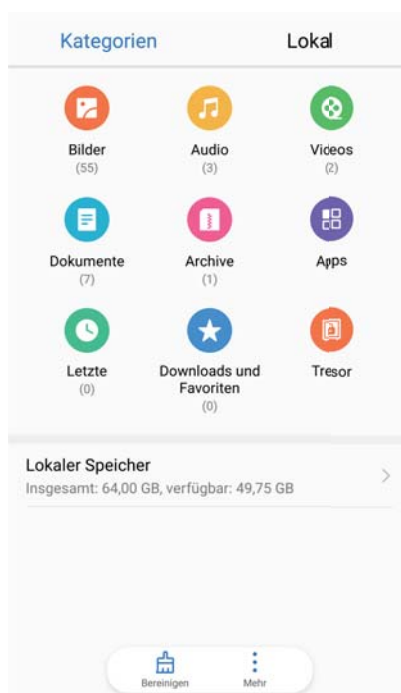 Kategorien Lokal
Bilder Audio Videos
(55) (3) (2)
Dokumente Archive Apps
(7) (1)
Letzte Downloads und Tresor
(0) Favoriten
(0)
Lokaler Speicher
Insgesamt: 64,00 GB, verfügbar: 49,75 GB
Bereinigen Mehr